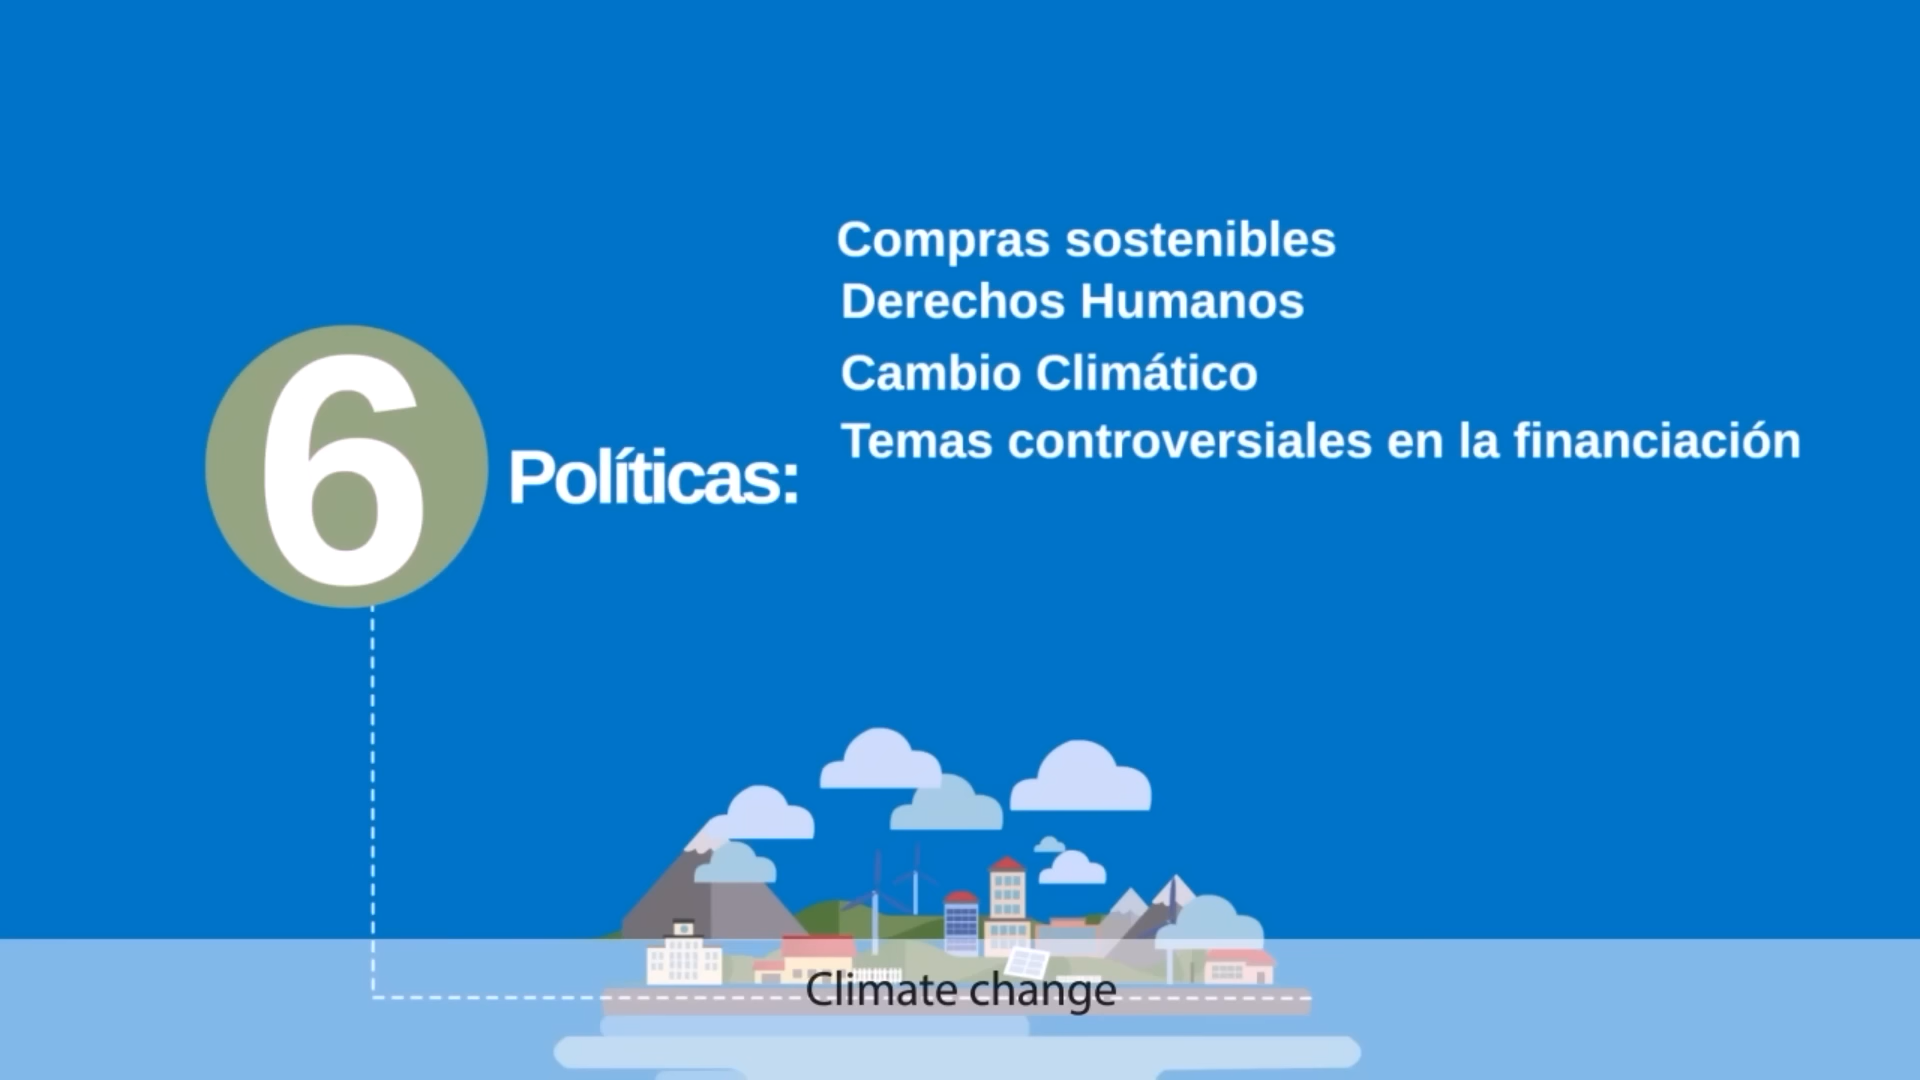 6
Políticas:
Compras sostenibles
Derechos Humanos
Cambio Climático
Temas controversiales en la financiación
Climate change